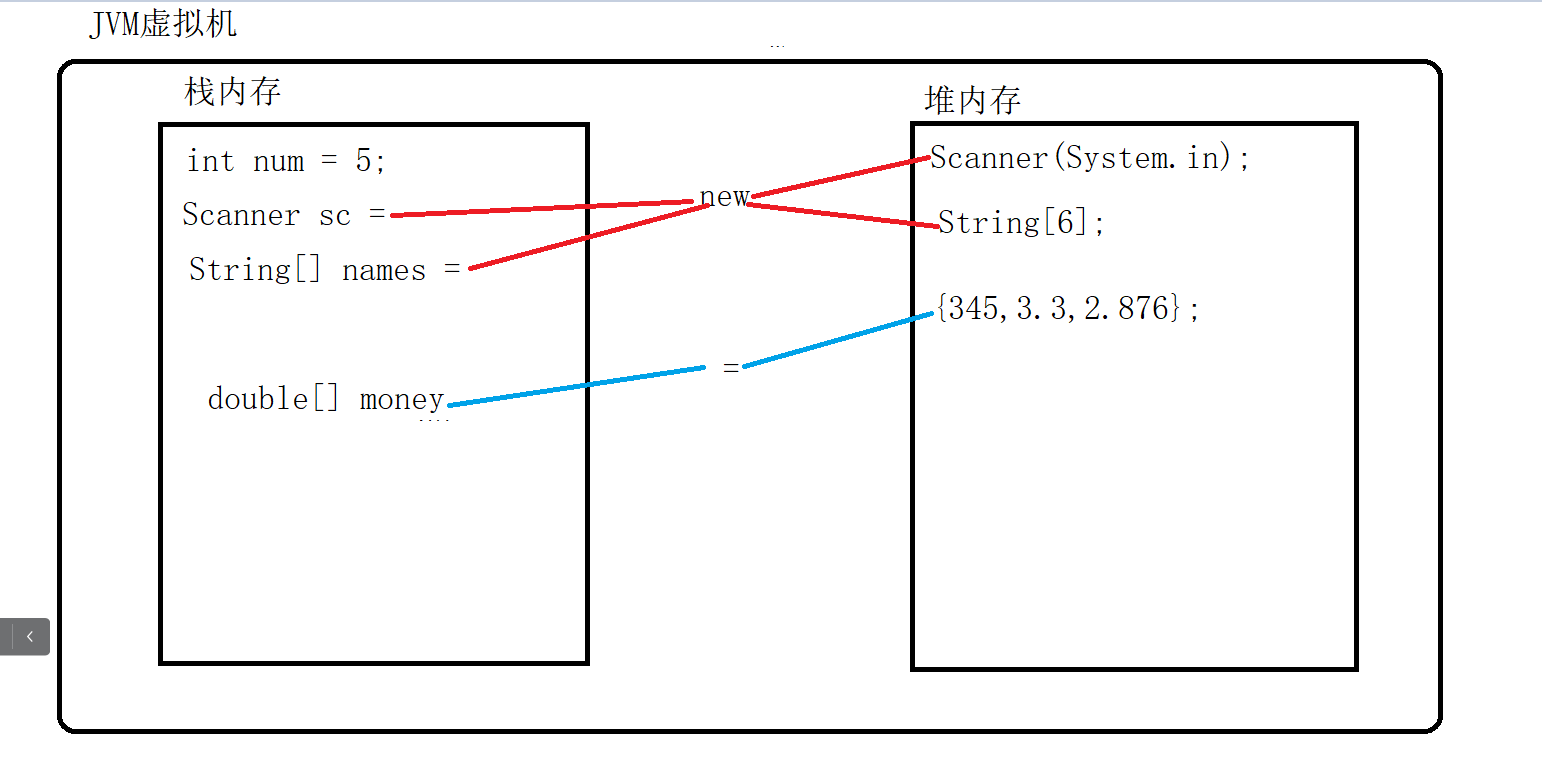 JVM虚拟机
栈内存
int num = 5;
Scanner sc =
String[] names =
double[] money
new
=
堆内存
Scanner(System.in);
String[6];
{345,3.3,2.876};